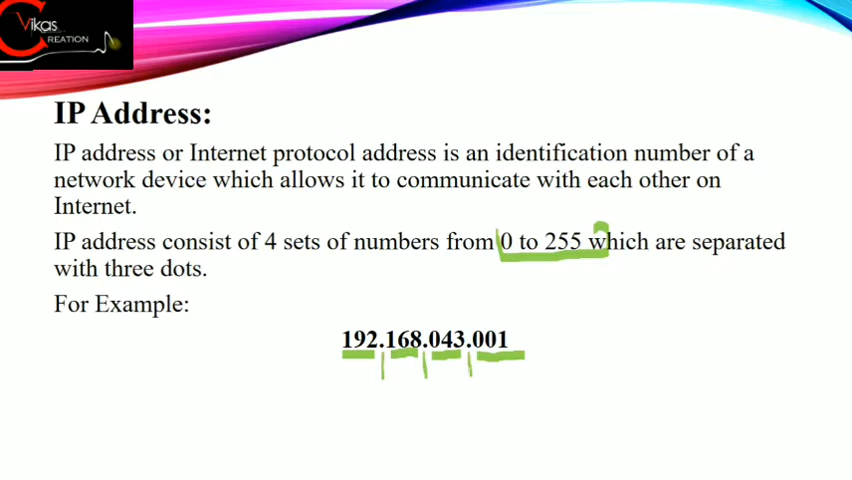 Vikas
CREATION
IP Address:
IP address or Internet protocol address is an identification number of a
network device which allows it to communicate with each other on
Internet.
IP address consist of 4 sets of numbers from 0 to 255 which are separated
with three dots.
For Example:
192.168.043.001